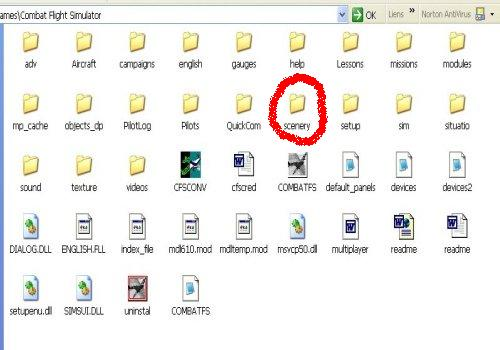 ames\Combat Flight Simulator OK Liens » Norton AntiVirus
adv Aircraft campaigns english gauges help Lessons missions modules
mp_cache objects_dp PilotLog Pilots QuickCom scenery setup sim situatio
sound texture videos CFSCONV cfscred COMBATFS default_panels devices devices2
DIALOG.DLL ENGLISH.FLL index_file mdl610.mod mdltemp.mod msvcp50.dll multiplayer readme readme
setupenu.dll SIMSUI.DLL uninstal COMBATFS